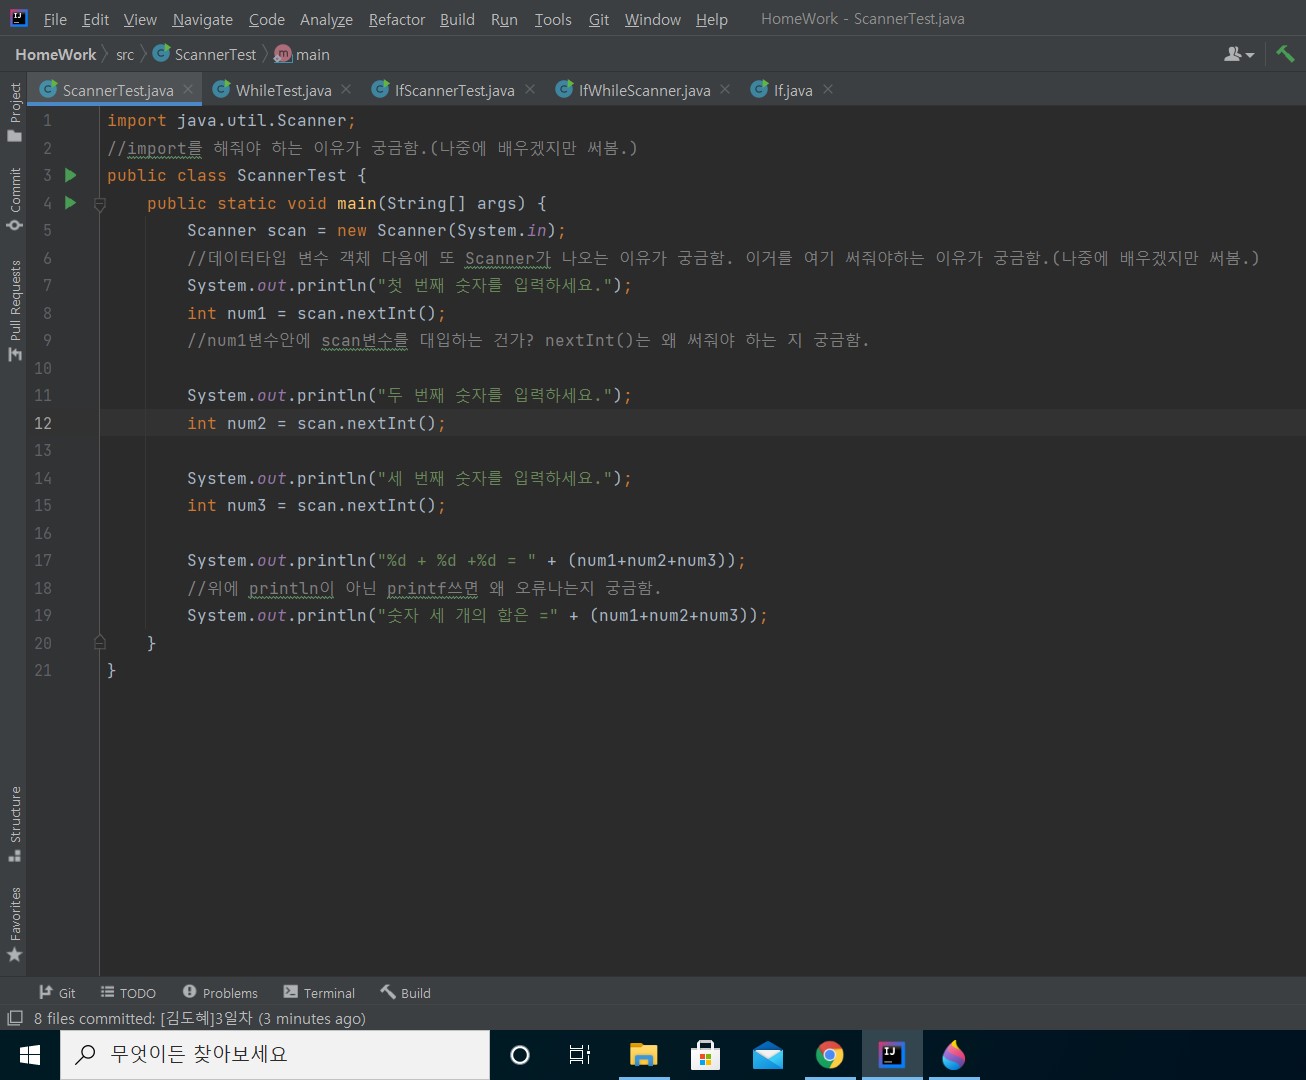 File Edit View Navigate Code Analyze Refactor Build Run Tools Git Window Help HomeWork - ScannerTest.java
HomeWork src ScannerTest main
ScannerTest.java WhileTest.java IfScannerTest.java IfWhileScanner.java If.java
Project
Commit
Pull Requests
Structure
Favorites
1 import java.util.Scanner;
2 //import를 해줘야 하는 이유가 궁금함.(나중에 배우겠지만 써봄.)
3 public class ScannerTest {
4 public static void main(String[] args) {
5 Scanner scan = new Scanner(System.in);
6 //데이터타입 변수 객체 다음에 또 Scanner가 나오는 이유가 궁금함. 이거를 여기 써줘야하는 이유가 궁금함.(나중에 배우겠지만 써봄.)
7 System.out.println("첫 번째 숫자를 입력하세요.");
8 int num1 = scan.nextInt();
9 //num1변수안에 scan변수를 대입하는 건가? nextInt()는 왜 써줘야 하는 지 궁금함.
10
11 System.out.println("두 번째 숫자를 입력하세요.");
12 int num2 = scan.nextInt();
13
14 System.out.println("세 번째 숫자를 입력하세요.");
15 int num3 = scan.nextInt();
16
17 System.out.println("%d + %d +%d = " + (num1+num2+num3));
18 //위에 println이 아닌 printf쓰면 왜 오류나는지 궁금함.
19 System.out.println("숫자 세 개의 합은 =" + (num1+num2+num3));
20 }
21 }
Git TODO Problems Terminal Build
8 files committed: [김도혜]3일차 (3 minutes ago)
무엇이든 찾아보세요